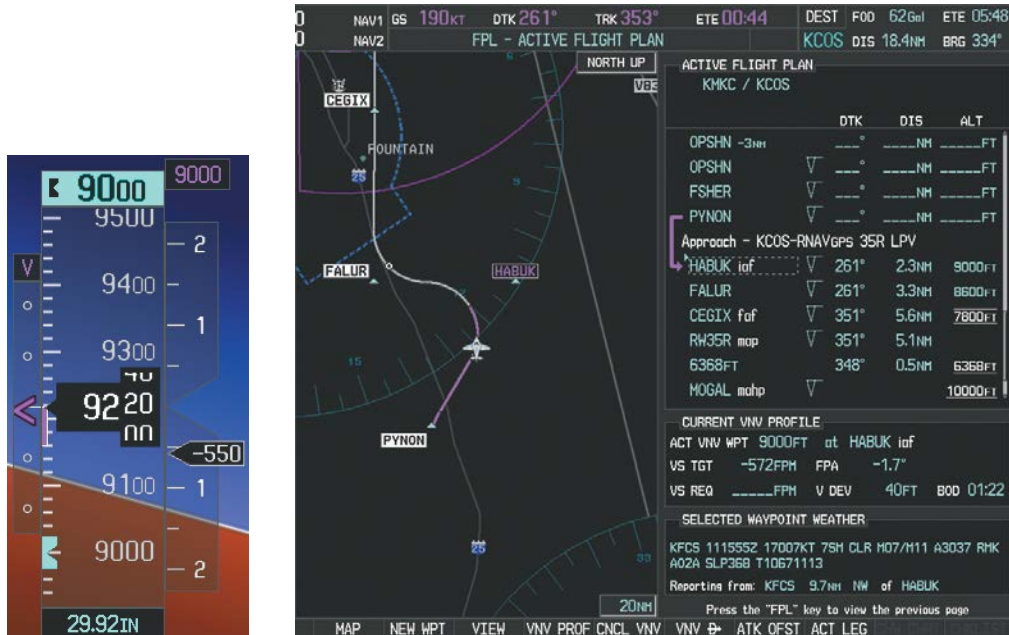 9000
9000
9500
2
V
9400
1
9300
40
9220
00
-550
9100
1
9000
2
29.92IN
0 NAV1 GS 190KT DTK 261° TRK 353° ETE 00:44 DEST FOD 62Gal ETE 05:48
0 NAV2 FPL - ACTIVE FLIGHT PLAN KCOS DIS 18.4NM BRG 334°
NORTH UP
V83
6
CEGIX
FOUNTAIN
25
S
FALUR
HABUK
15
PYNON
25
33
20NM
ACTIVE FLIGHT PLAN
KMKC / KCOS
DTK DIS ALT
OPSHN -3NM ___° ____NM _____FT
OPSHN ___° ____NM _____FT
FSHER ___° ____NM _____FT
PYNON ___° ____NM _____FT
Approach - KCOS-RNAVGPS 35R LPV
HABUK iaf 261° 2.3NM 9000FT
FALUR 261° 3.3NM 8600FT
CEGIX faf 351° 5.6NM 7800FT
RW35R map 351° 5.1NM
6368FT 348° 0.5NM 6368FT
MOGAL mahp 10000FT
CURRENT VNV PROFILE
ACT VNV WPT 9000FT at HABUK iaf
VS TGT -572FPM FPA -1.7°
VS REQ _____FPM V DEV 40FT BOD 01:22
SELECTED WAYPOINT WEATHER
KFCS 111555Z 17007KT 7SM CLR M07/M11 A3037 RMK
A02A SLP368 T10671113
Reporting from: KFCS 9.7NM NW of HABUK
Press the "FPL" key to view the previous page
MAP NEW WPT VIEW VNV PROF CNCL VNV VNV D ATK OFST ACT LEG